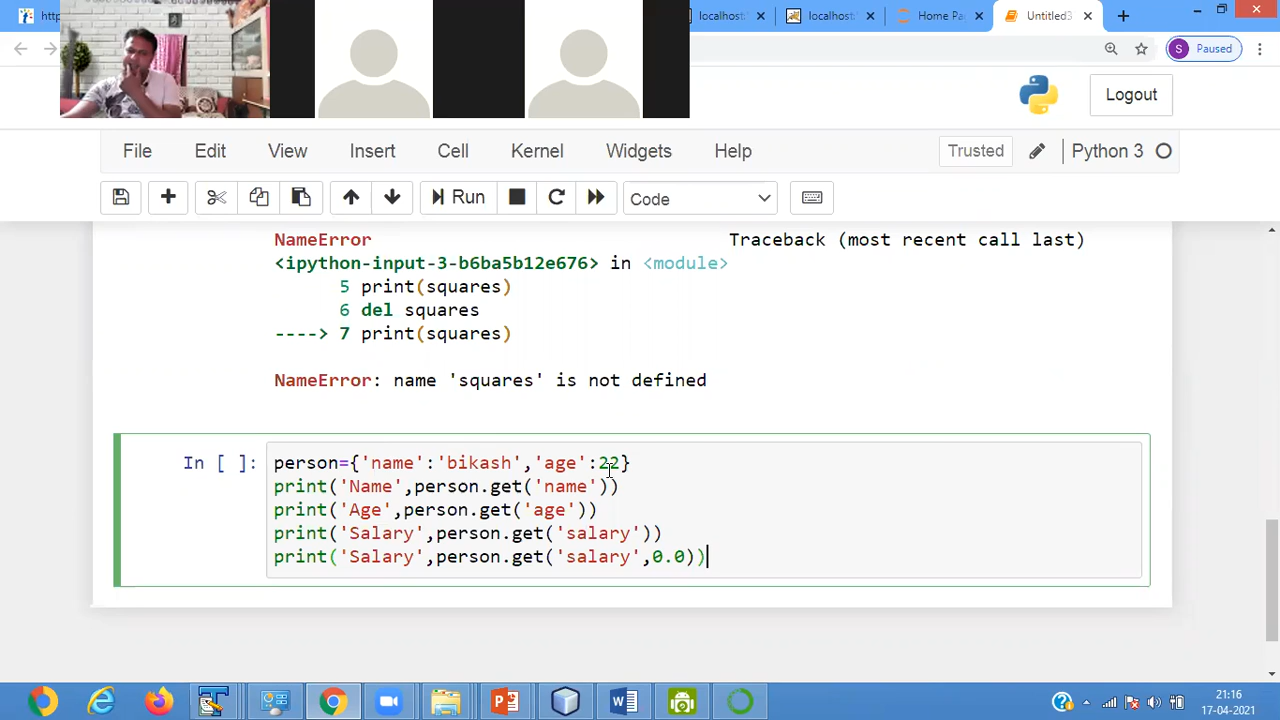 http
localhost:
localhost:
Home Pa
Untitled3
S Paused
Logout
File Edit View Insert Cell Kernel Widgets Help Trusted Python 3
Run Code
NameError Traceback (most recent call last)
<ipython-input-3-b6ba5b12e676> in <module>
5 print(squares)
6 del squares
----> 7 print(squares)
NameError: name 'squares' is not defined
In [ ]: person={'name':'bikash','age':22}
print('Name',person.get('name'))
print('Age',person.get('age'))
print('Salary',person.get('salary'))
print('Salary',person.get('salary',0.0))
21:16
17-04-2021